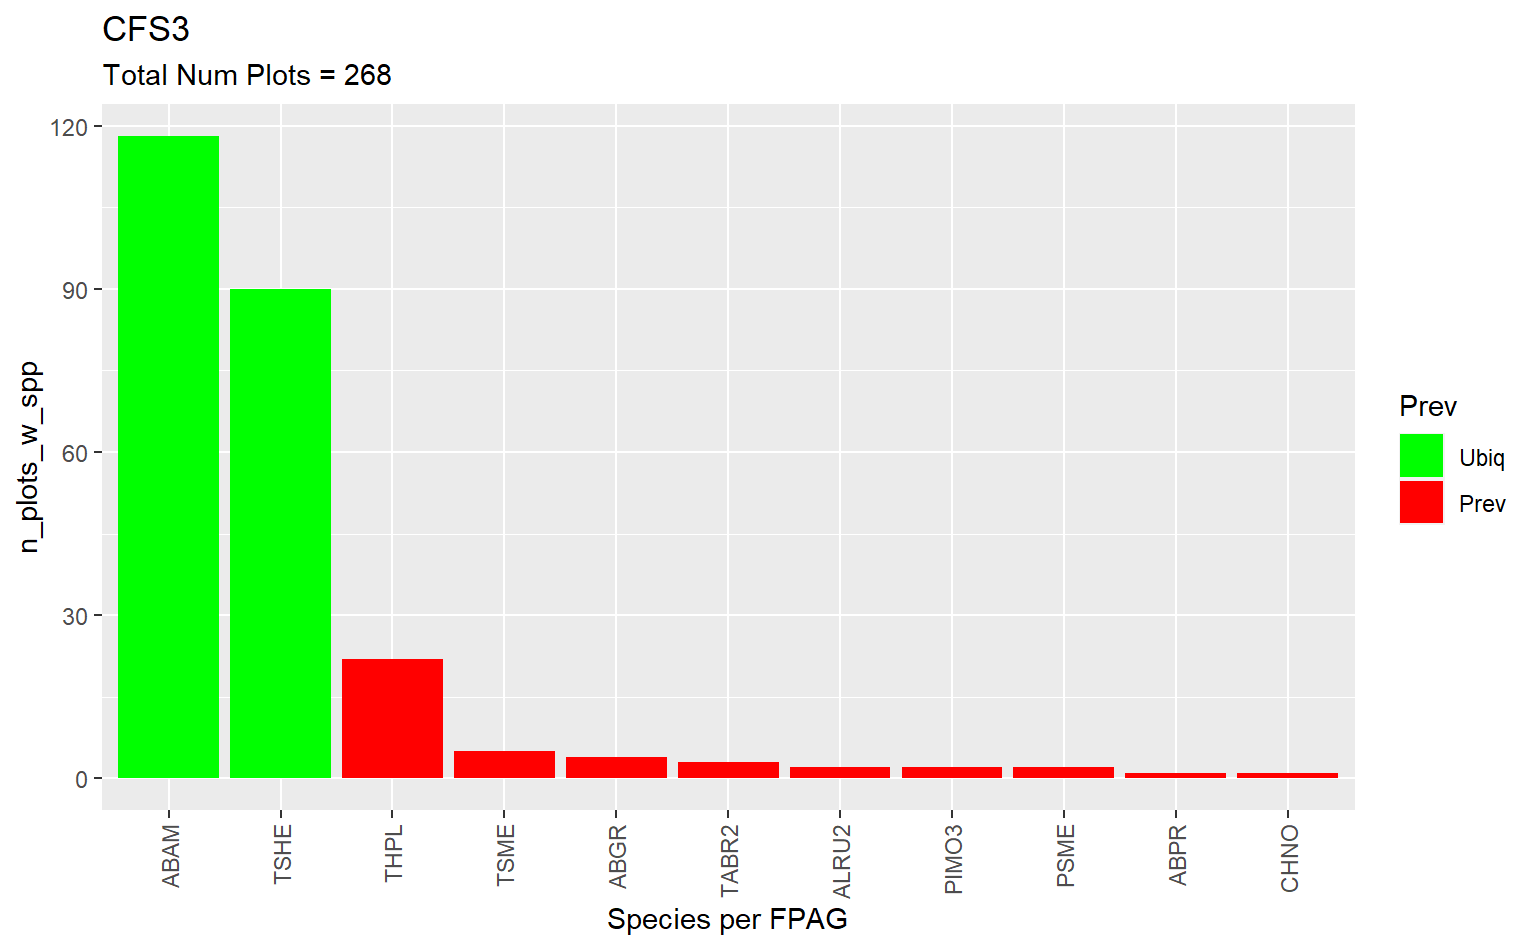 CFS3
Total Num Plots = 268
120
90
60
30
0
n_plots_w_spp
ABAM
TSHE
THPL
TSME
ABGR
TABR2
ALRU2
PIMO3
PSME
ABPR
CHNO
Species per FPAG
Prev
Ubiq
Prev